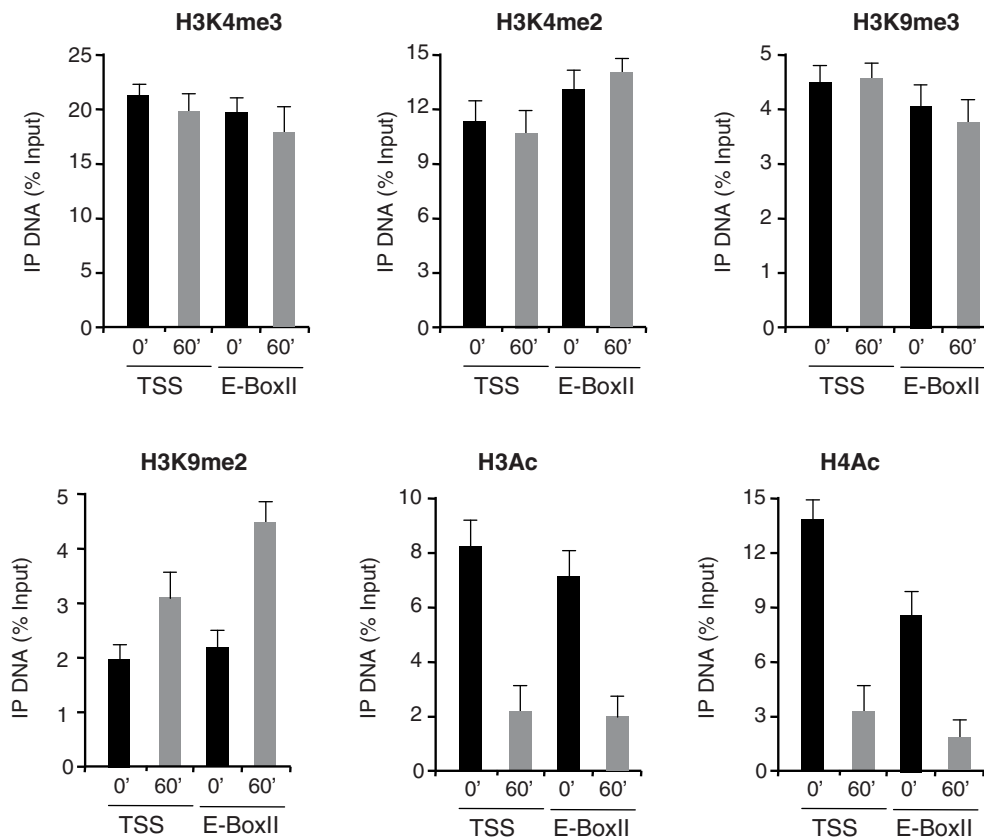 H3K4me3
25
20
15
10
5
0
IP DNA (% Input)
0' 60' 0' 60'
TSS E-BoxII
H3K4me2
15
12
9
6
3
0
IP DNA (% Input)
0' 60' 0' 60'
TSS E-BoxII
H3K9me3
5
4
3
2
1
0
IP DNA (% Input)
0' 60' 0' 60'
TSS E-BoxII
H3K9me2
5
4
3
2
1
0
IP DNA (% Input)
0' 60' 0' 60'
TSS E-BoxII
H3Ac
10
8
6
4
2
0
IP DNA (% Input)
0' 60' 0' 60'
TSS E-BoxII
H4Ac
15
12
9
6
3
0
IP DNA (% Input)
0' 60' 0' 60'
TSS E-BoxII